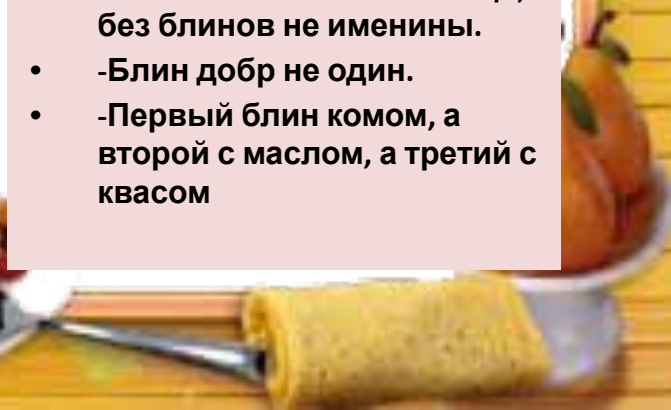 без блинов не именины.
• -Блин добр не один.
• -Первый блин комом, а
второй с маслом, а третий с
квасом